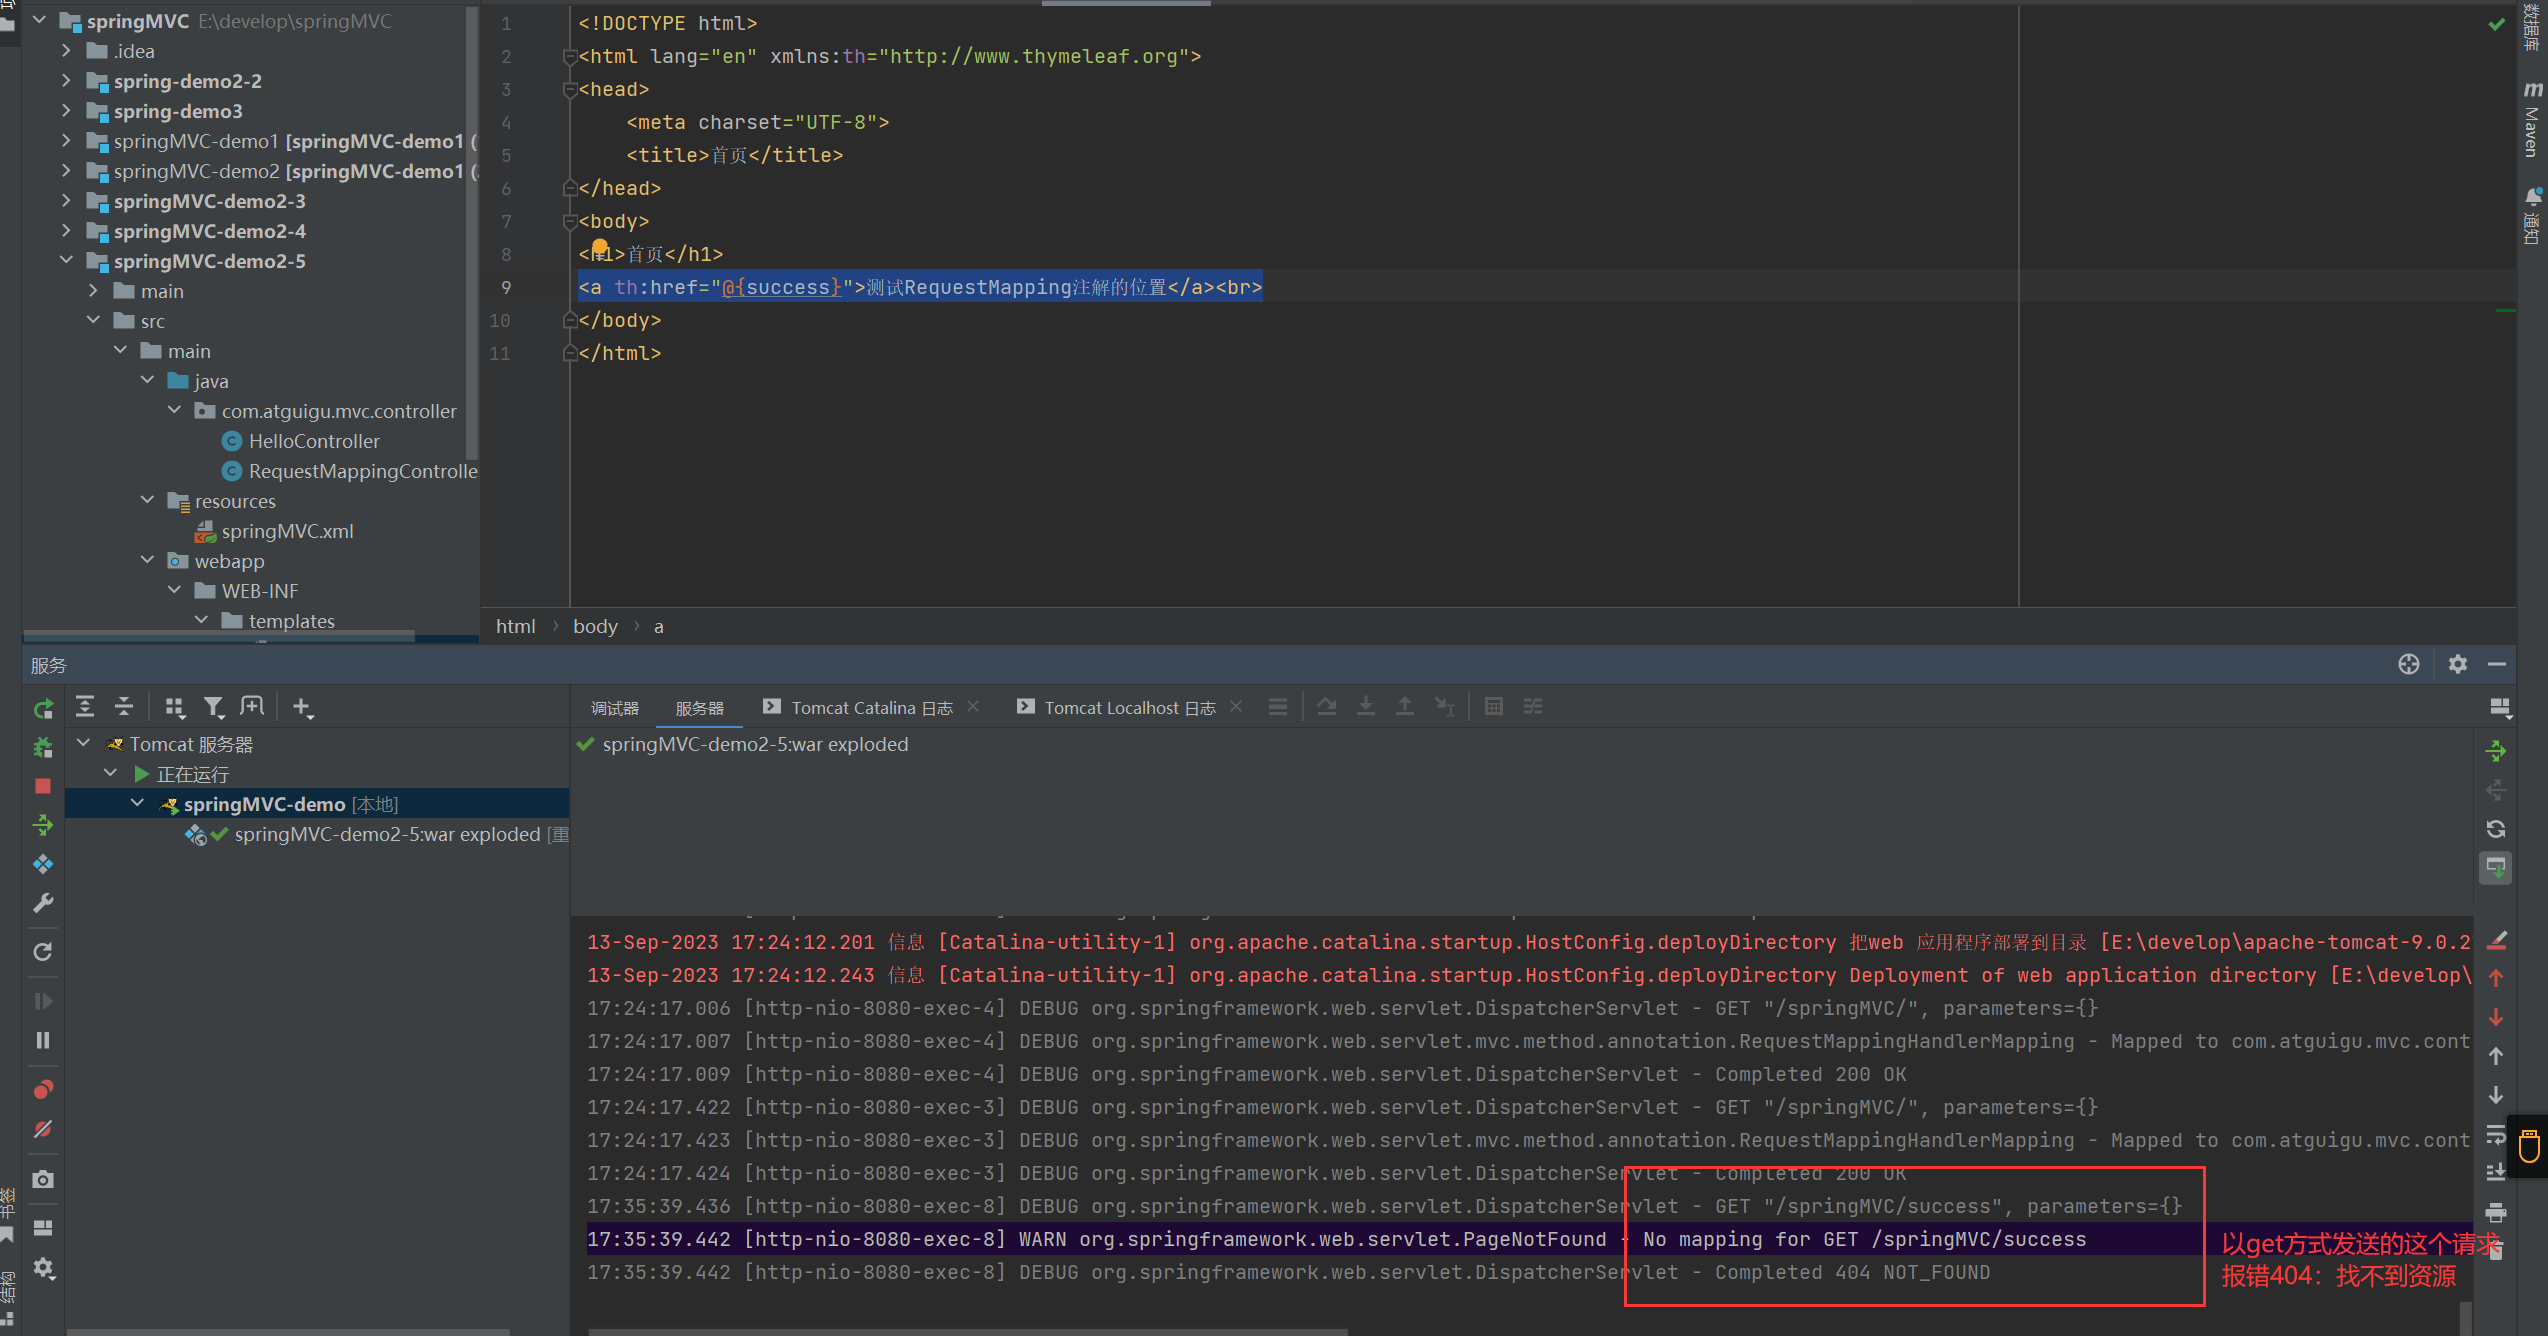 springMVC E:\develop\springMVC
.idea
spring-demo2-2
spring-demo3
springMVC-demo1 [springMVC-demo1 (
springMVC-demo2 [springMVC-demo1 (
springMVC-demo2-3
springMVC-demo2-4
springMVC-demo2-5
main
src
main
java
com.atguigu.mvc.controller
HelloController
RequestMappingControlle
resources
springMVC.xml
webapp
WEB-INF
templates
1 <!DOCTYPE html>
2 <html lang="en" xmlns:th="http://www.thymeleaf.org">
3 <head>
4 <meta charset="UTF-8">
5 <title>首页</title>
6 </head>
7 <body>
8 <h1>首页</h1>
9 <a th:href="@{success}">测试RequestMapping注解的位置</a><br>
10 </body>
11 </html>
html body a
数据库
m Maven
通知
服务
调试器 服务器 Tomcat Catalina 日志 Tomcat Localhost 日志
Tomcat 服务器
正在运行
springMVC-demo [本地]
springMVC-demo2-5:war exploded [重
springMVC-demo2-5:war exploded
13-Sep-2023 17:24:12.201 信息 [Catalina-utility-1] org.apache.catalina.startup.HostConfig.deployDirectory 把web 应用程序部署到目录 [E:\develop\apache-tomcat-9.0.2
13-Sep-2023 17:24:12.243 信息 [Catalina-utility-1] org.apache.catalina.startup.HostConfig.deployDirectory Deployment of web application directory [E:\develop\
17:24:17.006 [http-nio-8080-exec-4] DEBUG org.springframework.web.servlet.DispatcherServlet - GET "/springMVC/", parameters={}
17:24:17.007 [http-nio-8080-exec-4] DEBUG org.springframework.web.servlet.mvc.method.annotation.RequestMappingHandlerMapping - Mapped to com.atguigu.mvc.cont
17:24:17.009 [http-nio-8080-exec-4] DEBUG org.springframework.web.servlet.DispatcherServlet - Completed 200 OK
17:24:17.422 [http-nio-8080-exec-3] DEBUG org.springframework.web.servlet.DispatcherServlet - GET "/springMVC/", parameters={}
17:24:17.423 [http-nio-8080-exec-3] DEBUG org.springframework.web.servlet.mvc.method.annotation.RequestMappingHandlerMapping - Mapped to com.atguigu.mvc.cont
17:24:17.424 [http-nio-8080-exec-3] DEBUG org.springframework.web.servlet.DispatcherServlet - Completed 200 OK
17:35:39.436 [http-nio-8080-exec-8] DEBUG org.springframework.web.servlet.DispatcherServlet - GET "/springMVC/success", parameters={}
17:35:39.442 [http-nio-8080-exec-8] WARN org.springframework.web.servlet.PageNotFound - No mapping for GET /springMVC/success
17:35:39.442 [http-nio-8080-exec-8] DEBUG org.springframework.web.servlet.DispatcherServlet - Completed 404 NOT_FOUND
以get方式发送的这个请求
报错404：找不到资源
书签
结构